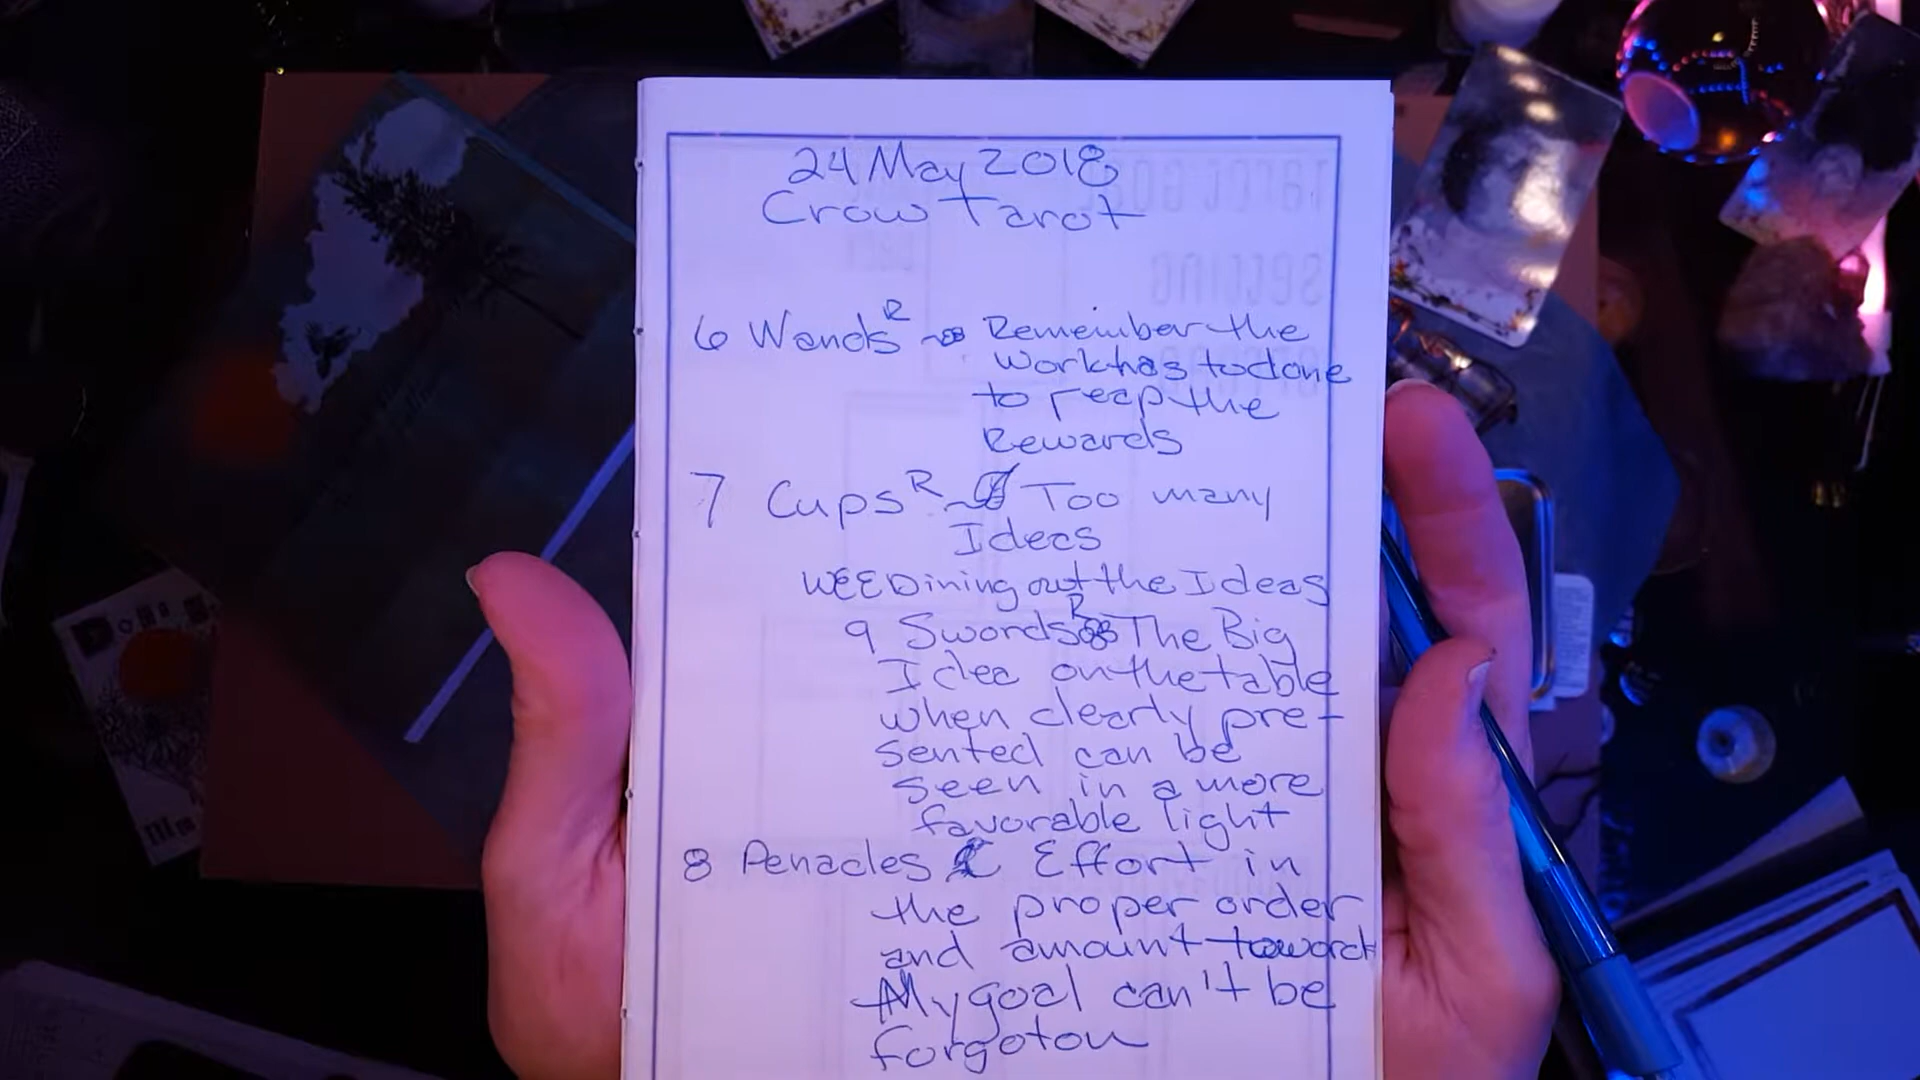 24 May 2018
Crow Tarot
6 Wands R Remember the
work has to done
to reap the
Rewards
7 Cups R Too many
Ideas
WEEDining out the Ideas
9 Swords R The Big
Idea on the table
when clearly pre-
sented can be
seen in a more
favorable light
8 Penacles Effort in
the proper order
and amount toward
My goal can't be
forgoton